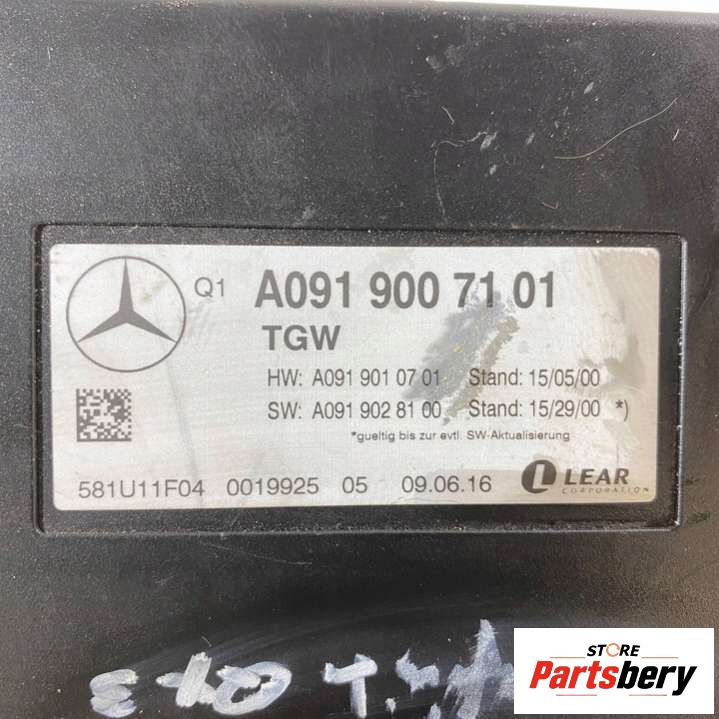 Q1 A091 900 71 01
TGW
HW: A091 901 07 01 Stand: 15/05/00
SW: A091 902 81 00 Stand: 15/29/00 *)
*gueltig bis zur evtl. SW-Aktualisierung
581U11F04 0019925 05 09.06.16 LEAR
CORPORATION
STORE
Partsbery